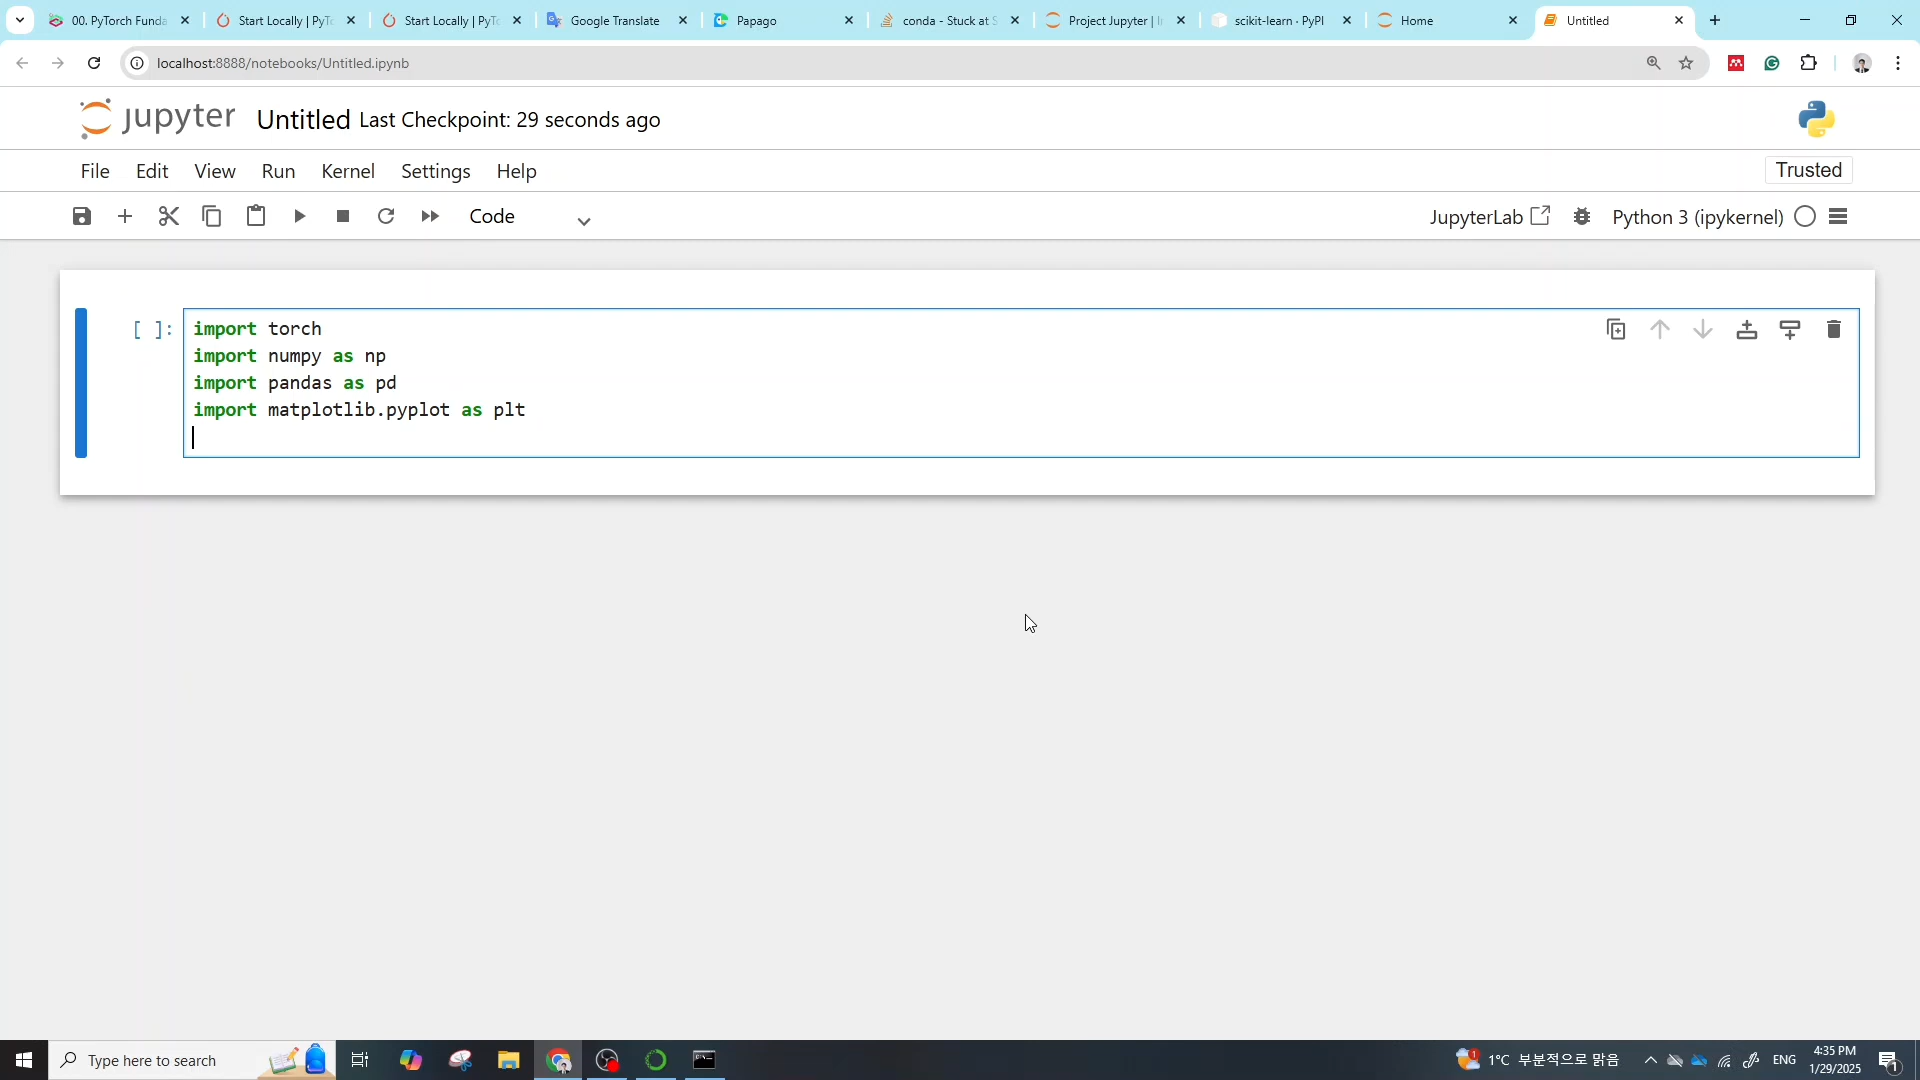 00. PyTorch Funda
Start Locally | PyTo
Start Locally | PyTo
Google Translate
Papago
conda - Stuck at S
Project Jupyter | I
scikit-learn · PyPI
Home
Untitled
localhost:8888/notebooks/Untitled.ipynb
jupyter
Untitled
Last Checkpoint: 29 seconds ago
File
Edit
View
Run
Kernel
Settings
Help
Trusted
Code
JupyterLab
Python 3 (ipykernel)
[ ]:
import torch
import numpy as np
import pandas as pd
import matplotlib.pyplot as plt
Type here to search
1
1°C 부분적으로 맑음
ENG
4:35 PM
1/29/2025
1